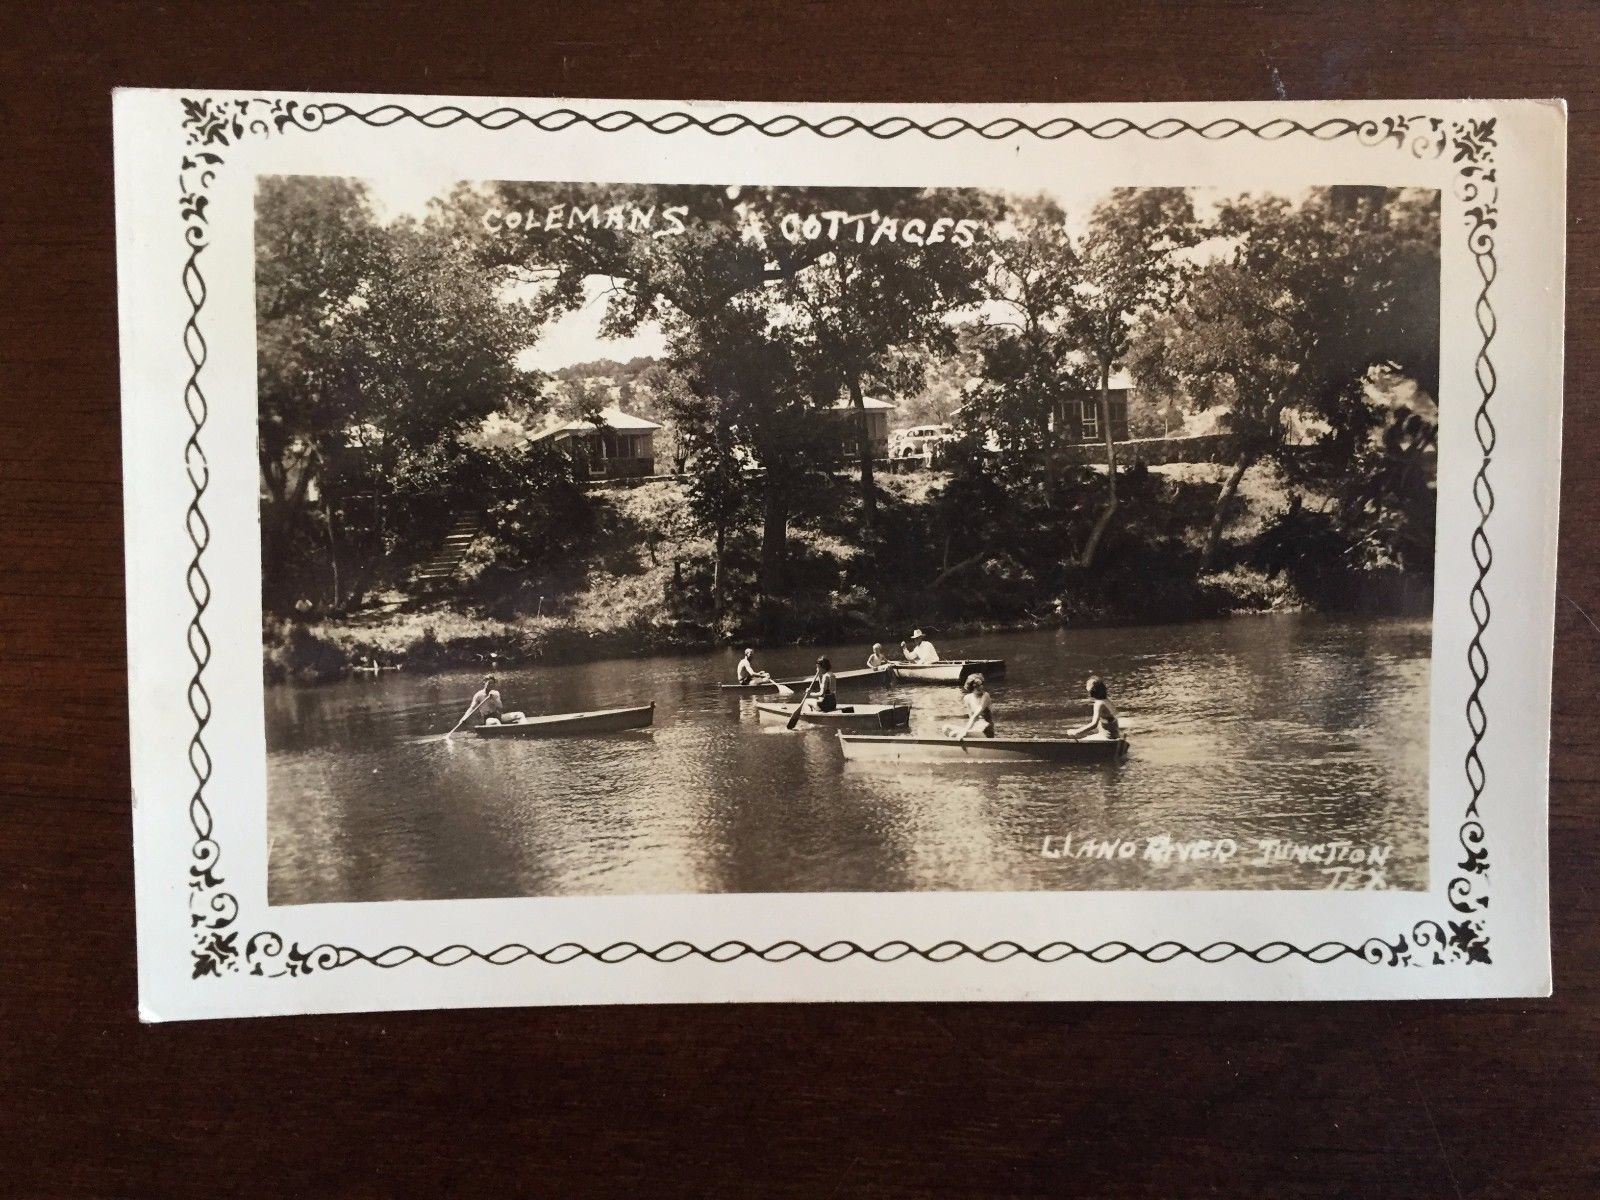 COLEMANS COTTAGES
LLANO RIVER JUNCTION
TEX.